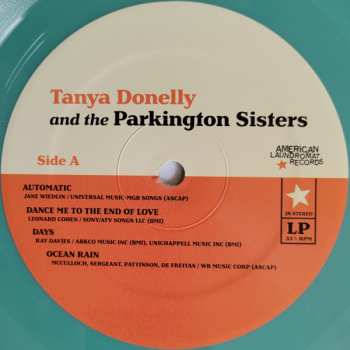 Tanya Donelly
and the Parkington Sisters
Side A
AMERICAN
LAUNDROMAT
RECORDS
AUTOMATIC
JANE WIEDLIN / UNIVERSAL MUSIC-MGB SONGS (ASCAP)
DANCE ME TO THE END OF LOVE
LEONARD COHEN / SONY/ATV SONGS LLC (BMI)
DAYS
RAY DAVIES / ABKCO MUSIC INC (BMI), UNICHAPPELL MUSIC INC (BMI)
OCEAN RAIN
MCCULLOCH, SERGEANT, PATTINSON, DE FREITAS / WB MUSIC CORP (ASCAP)
IN STEREO
LP
33⅓ RPM